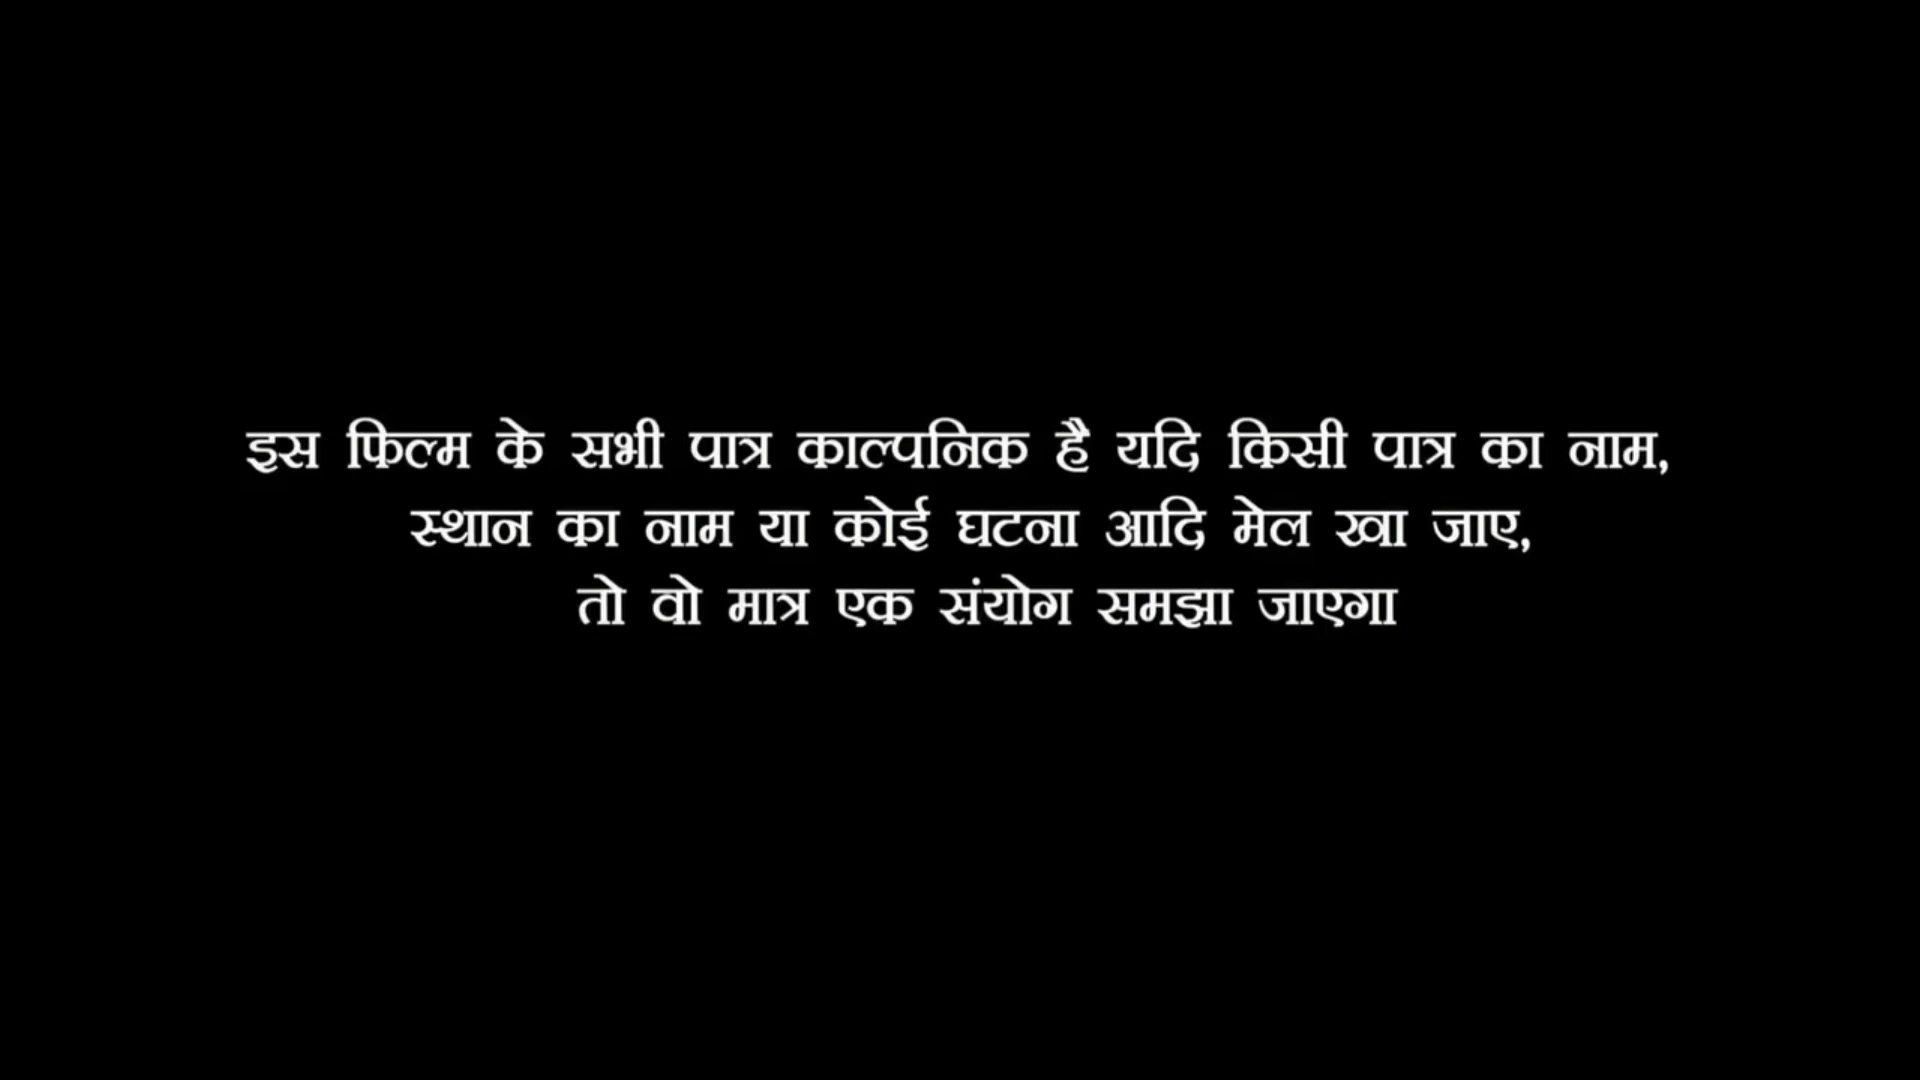 इस फिल्म के सभी पात्र काल्पनिक है यदि किसी पात्र का नाम,
स्थान का नाम या कोई घटना आदि मेल खा जाए,
तो वो मात्र एक संयोग समझा जाएगा